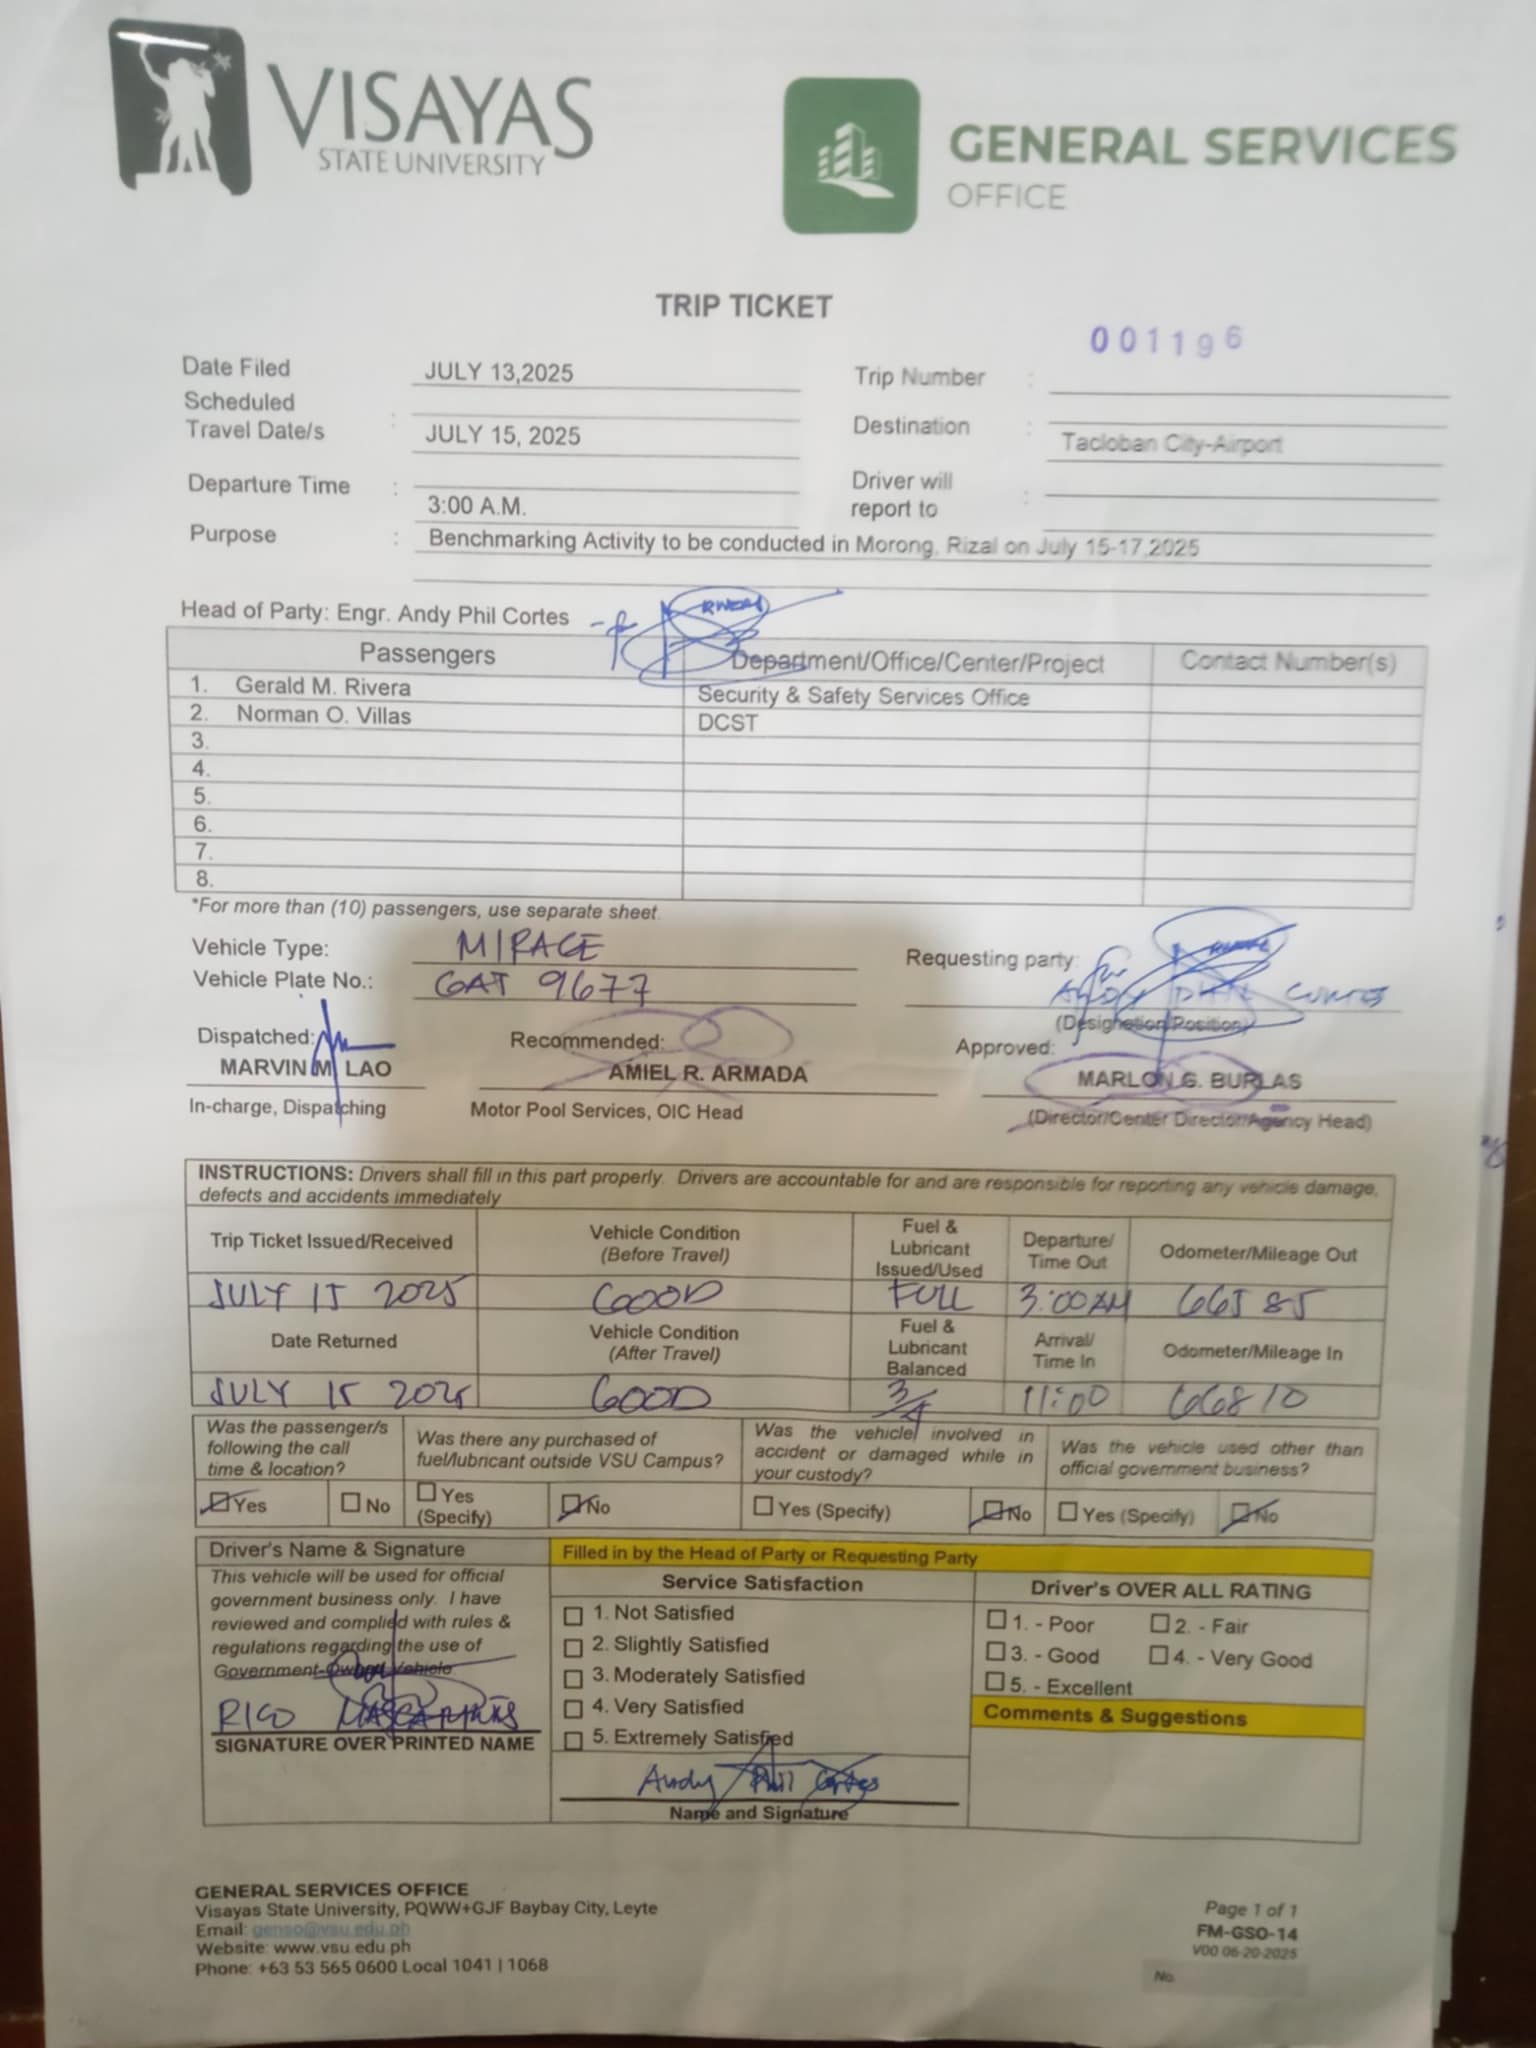 VISAYAS
STATE UNIVERSITY
GENERAL SERVICES
OFFICE
TRIP TICKET
001196
Date Filed JULY 13,2025 Trip Number :
Scheduled
Travel Date/s : JULY 15, 2025 Destination : Tacloban City-Airport
Departure Time : 3:00 A.M. Driver will
report to :
Purpose : Benchmarking Activity to be conducted in Morong, Rizal on July 15-17,2025
Head of Party: Engr. Andy Phil Cortes - for
Passengers Department/Office/Center/Project Contact Number(s)
1. Gerald M. Rivera Security & Safety Services Office
2. Norman O. Villas DCST
3.
4.
5.
6.
7.
8.
*For more than (10) passengers, use separate sheet.
Vehicle Type: MIRAGE Requesting party: for
Vehicle Plate No.: GAT 9677 ANDY PHIL CORTES
(Designation/Position)
Dispatched: Recommended: Approved:
MARVIN M. LAO AMIEL R. ARMADA MARLON G. BURLAS
In-charge, Dispatching Motor Pool Services, OIC Head (Director/Center Director/Agency Head)
INSTRUCTIONS: Drivers shall fill in this part properly. Drivers are accountable for and are responsible for reporting any vehicle damage,
defects and accidents immediately
Trip Ticket Issued/Received Vehicle Condition (Before Travel) Fuel & Lubricant Issued/Used Departure/ Time Out Odometer/Mileage Out
JULY 15 2025 GOOD FULL 3:00AM 66585
Date Returned Vehicle Condition (After Travel) Fuel & Lubricant Balanced Arrival/ Time In Odometer/Mileage In
JULY 15 2025 GOOD 3/4 11:00 66810
Was the passenger/s following the call time & location? Was there any purchased of fuel/lubricant outside VSU Campus? Was the vehicle involved in accident or damaged while in your custody? Was the vehicle used other than official government business?
Yes No Yes (Specify) No Yes (Specify) No Yes (Specify) No
Driver's Name & Signature Filled in by the Head of Party or Requesting Party
This vehicle will be used for official
government business only. I have
reviewed and complied with rules &
regulations regarding the use of
Government-Owned Vehicle
RICO
SIGNATURE OVER PRINTED NAME
Service Satisfaction
1. Not Satisfied
2. Slightly Satisfied
3. Moderately Satisfied
4. Very Satisfied
5. Extremely Satisfied
Andy Phil Cortes
Name and Signature
Driver's OVER ALL RATING
1. - Poor 2. - Fair
3. - Good 4. - Very Good
5. - Excellent
Comments & Suggestions
GENERAL SERVICES OFFICE
Visayas State University, PQWW+GJF Baybay City, Leyte
Email: genso@vsu.edu.ph
Website: www.vsu.edu.ph
Phone: +63 53 565 0600 Local 1041 | 1068
Page 1 of 1
FM-GSO-14
V00 06-20-2025
No.